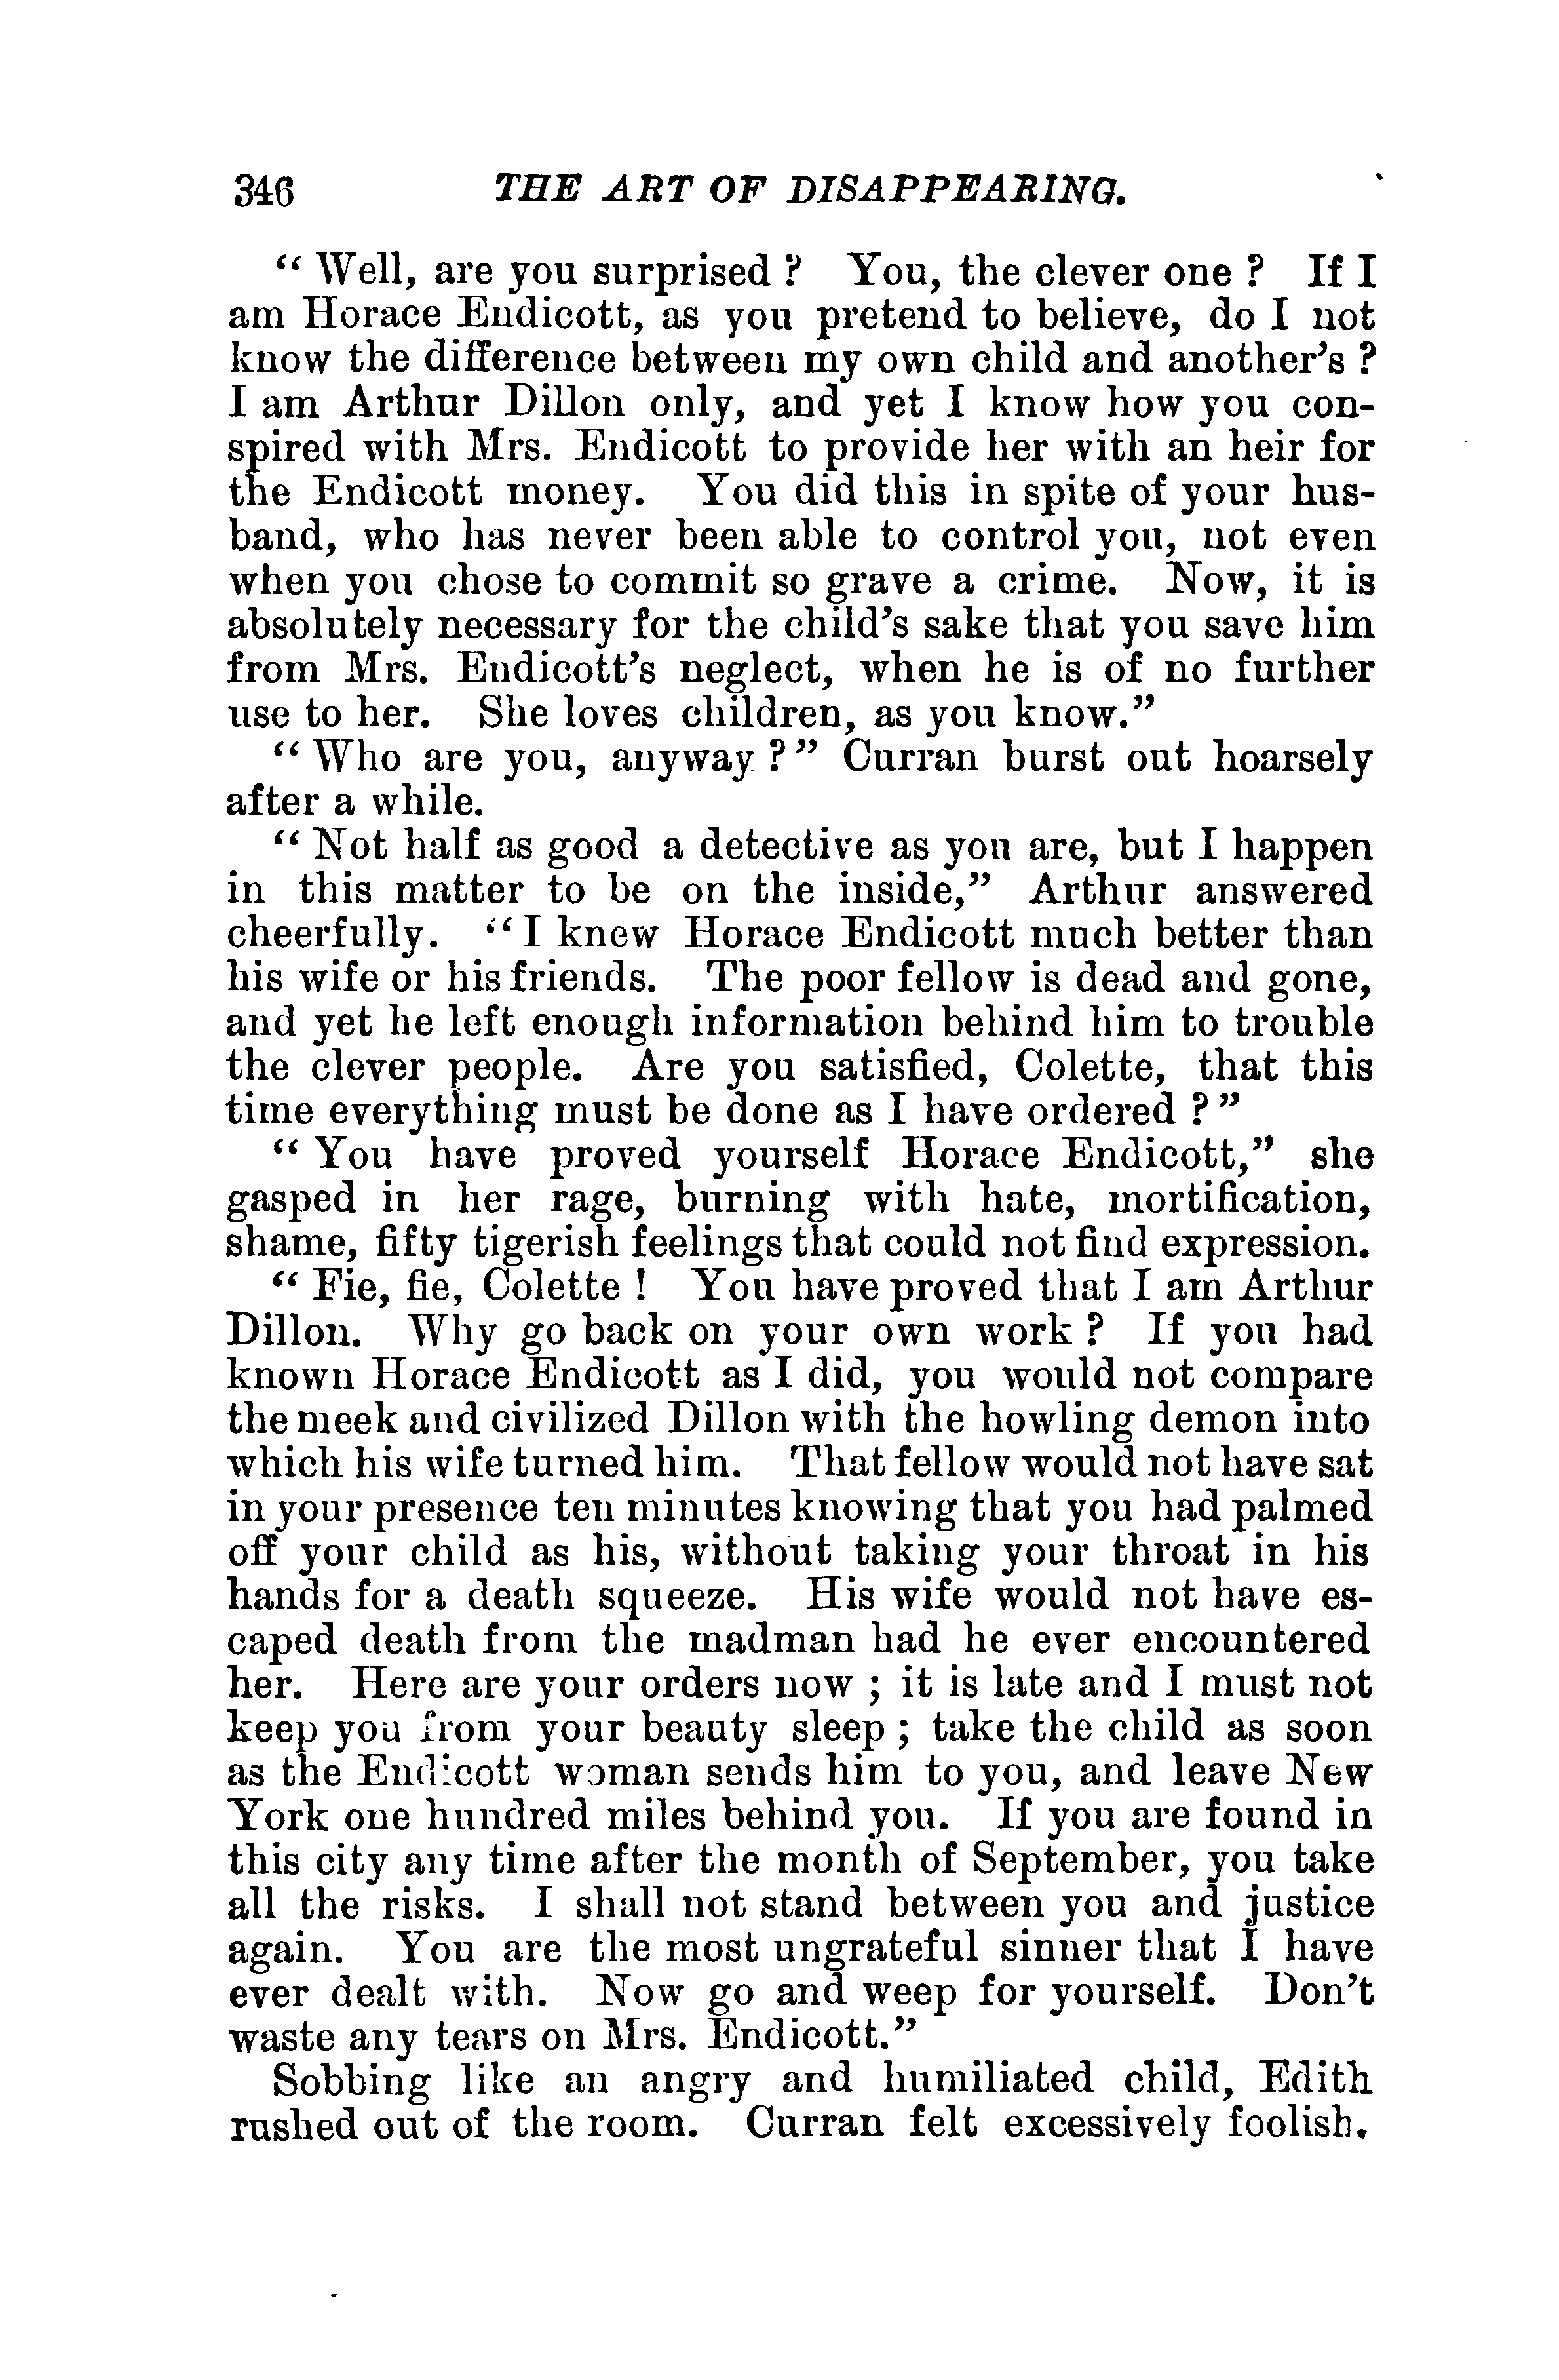 346 THE ART OF DISAPPEARING.
“ Well, are you surprised ? You, the clever one ? If I
am Horace Endicott, as you pretend to believe, do I not
know the difference between my own child and another’s ?
I am Arthur Dillon only, and yet I know how you con-
spired with Mrs. Endicott to provide her with an heir for
the Endicott money. You did this in spite of your hus-
band, who has never been able to control you, not even
when you chose to commit so grave a crime. Now, it is
absolutely necessary for the child’s sake that you save him
from Mrs. Endicott’s neglect, when he is of no further
use to her. She loves children, as you know.”
“ Who are you, anyway ? ” Curran burst out hoarsely
after a while.
“ Not half as good a detective as you are, but I happen
in this matter to be on the inside,” Arthur answered
cheerfully. “ I knew Horace Endicott much better than
his wife or his friends. The poor fellow is dead and gone,
and yet he left enough information behind him to trouble
the clever people. Are you satisfied, Colette, that this
time everything must be done as I have ordered ? ”
“ You have proved yourself Horace Endicott,” she
gasped in her rage, burning with hate, mortification,
shame, fifty tigerish feelings that could not find expression.
“ Fie, fie, Colette ! You have proved that I am Arthur
Dillon. Why go back on your own work ? If you had
known Horace Endicott as I did, you would not compare
the meek and civilized Dillon with the howling demon into
which his wife turned him. That fellow would not have sat
in your presence ten minutes knowing that you had palmed
off your child as his, without taking your throat in his
hands for a death squeeze. His wife would not have es-
caped death from the madman had he ever encountered
her. Here are your orders now ; it is late and I must not
keep you from your beauty sleep ; take the child as soon
as the Endicott woman sends him to you, and leave New
York one hundred miles behind you. If you are found in
this city any time after the month of September, you take
all the risks. I shall not stand between you and justice
again. You are the most ungrateful sinner that I have
ever dealt with. Now go and weep for yourself. Don’t
waste any tears on Mrs. Endicott.”
Sobbing like an angry and humiliated child, Edith
rushed out of the room. Curran felt excessively foolish.